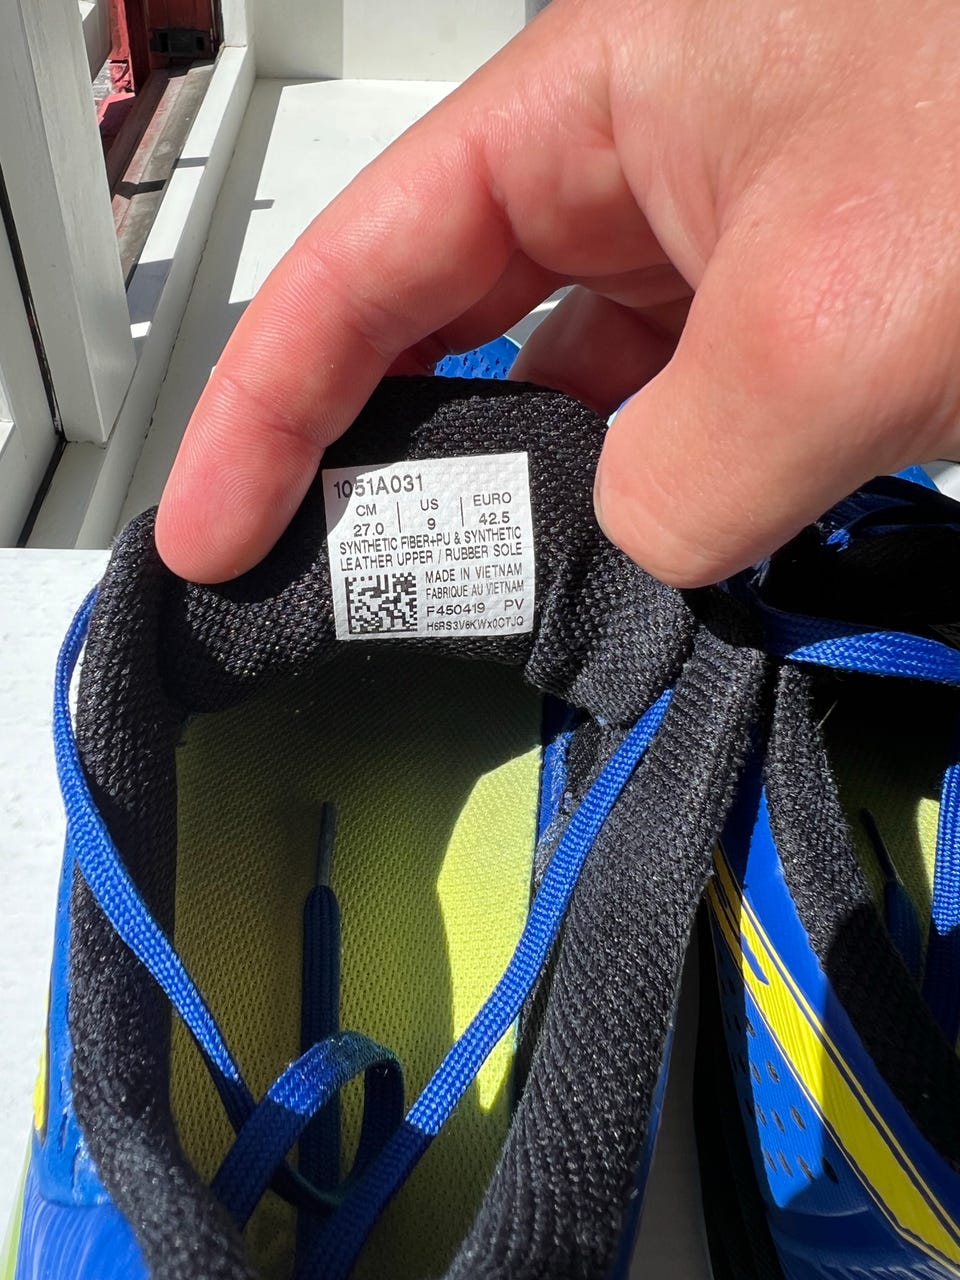 1051A031
CM | US | EURO
27.0 | 9 | 42.5
SYNTHETIC FIBER+PU & SYNTHETIC
LEATHER UPPER / RUBBER SOLE
MADE IN VIETNAM
FABRIQUE AU VIETNAM
F450419 PV
H6RS3V6KWx0CTJQ